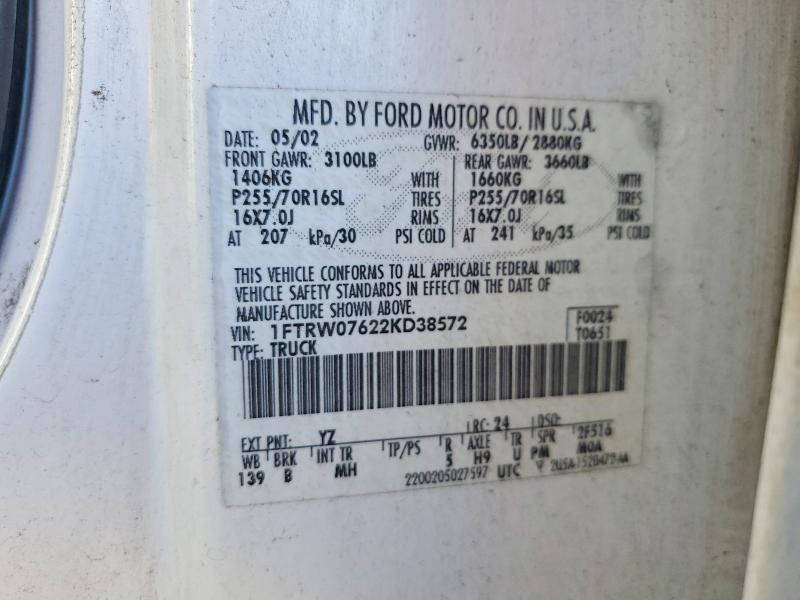 MFD. BY FORD MOTOR CO. IN U.S.A.
DATE: 05/02 GVWR: 6350LB/ 2880KG
FRONT GAWR: 3100LB REAR GAWR: 3660LB
1406KG WITH 1660KG WITH
P255/70R16SL TIRES P255/70R16SL TIRES
16X7.0J RIMS 16X7.0J RIMS
AT 207 kPa/30 PSI COLD AT 241 kPa/35 PSI COLD
THIS VEHICLE CONFORMS TO ALL APPLICABLE FEDERAL MOTOR
VEHICLE SAFETY STANDARDS IN EFFECT ON THE DATE OF
MANUFACTURE SHOWN ABOVE.
VIN: 1FTRW07622KD38572 F0024
TYPE: TRUCK T0651
EXT PNT: YZ RC: 24 DSO: 2F516
WB BRK INT TR TP/PS R AXLE TR SPR MOA
139 B MH 5 H9 U PM
2200205027597 UTC